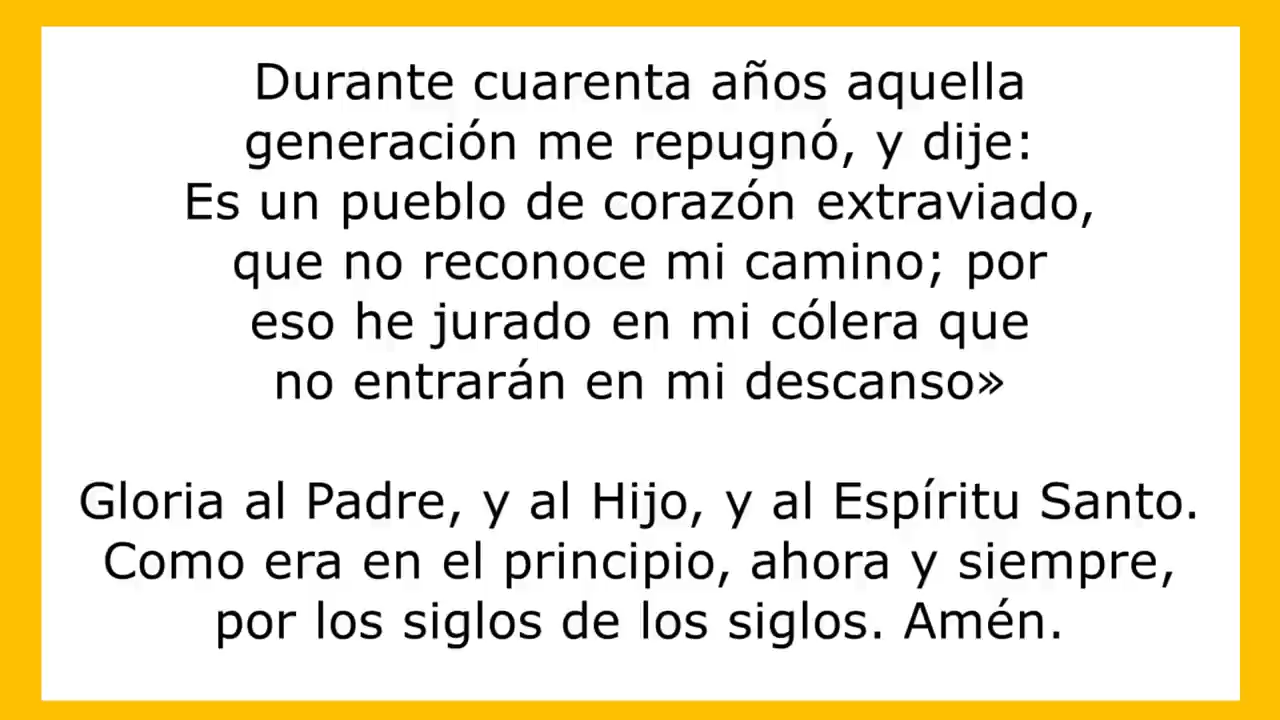 Durante cuarenta años aquella
generación me repugnó, y dije:
Es un pueblo de corazón extraviado,
que no reconoce mi camino; por
eso he jurado en mi cólera que
no entrarán en mi descanso»
Gloria al Padre, y al Hijo, y al Espíritu Santo.
Como era en el principio, ahora y siempre,
por los siglos de los siglos. Amén.